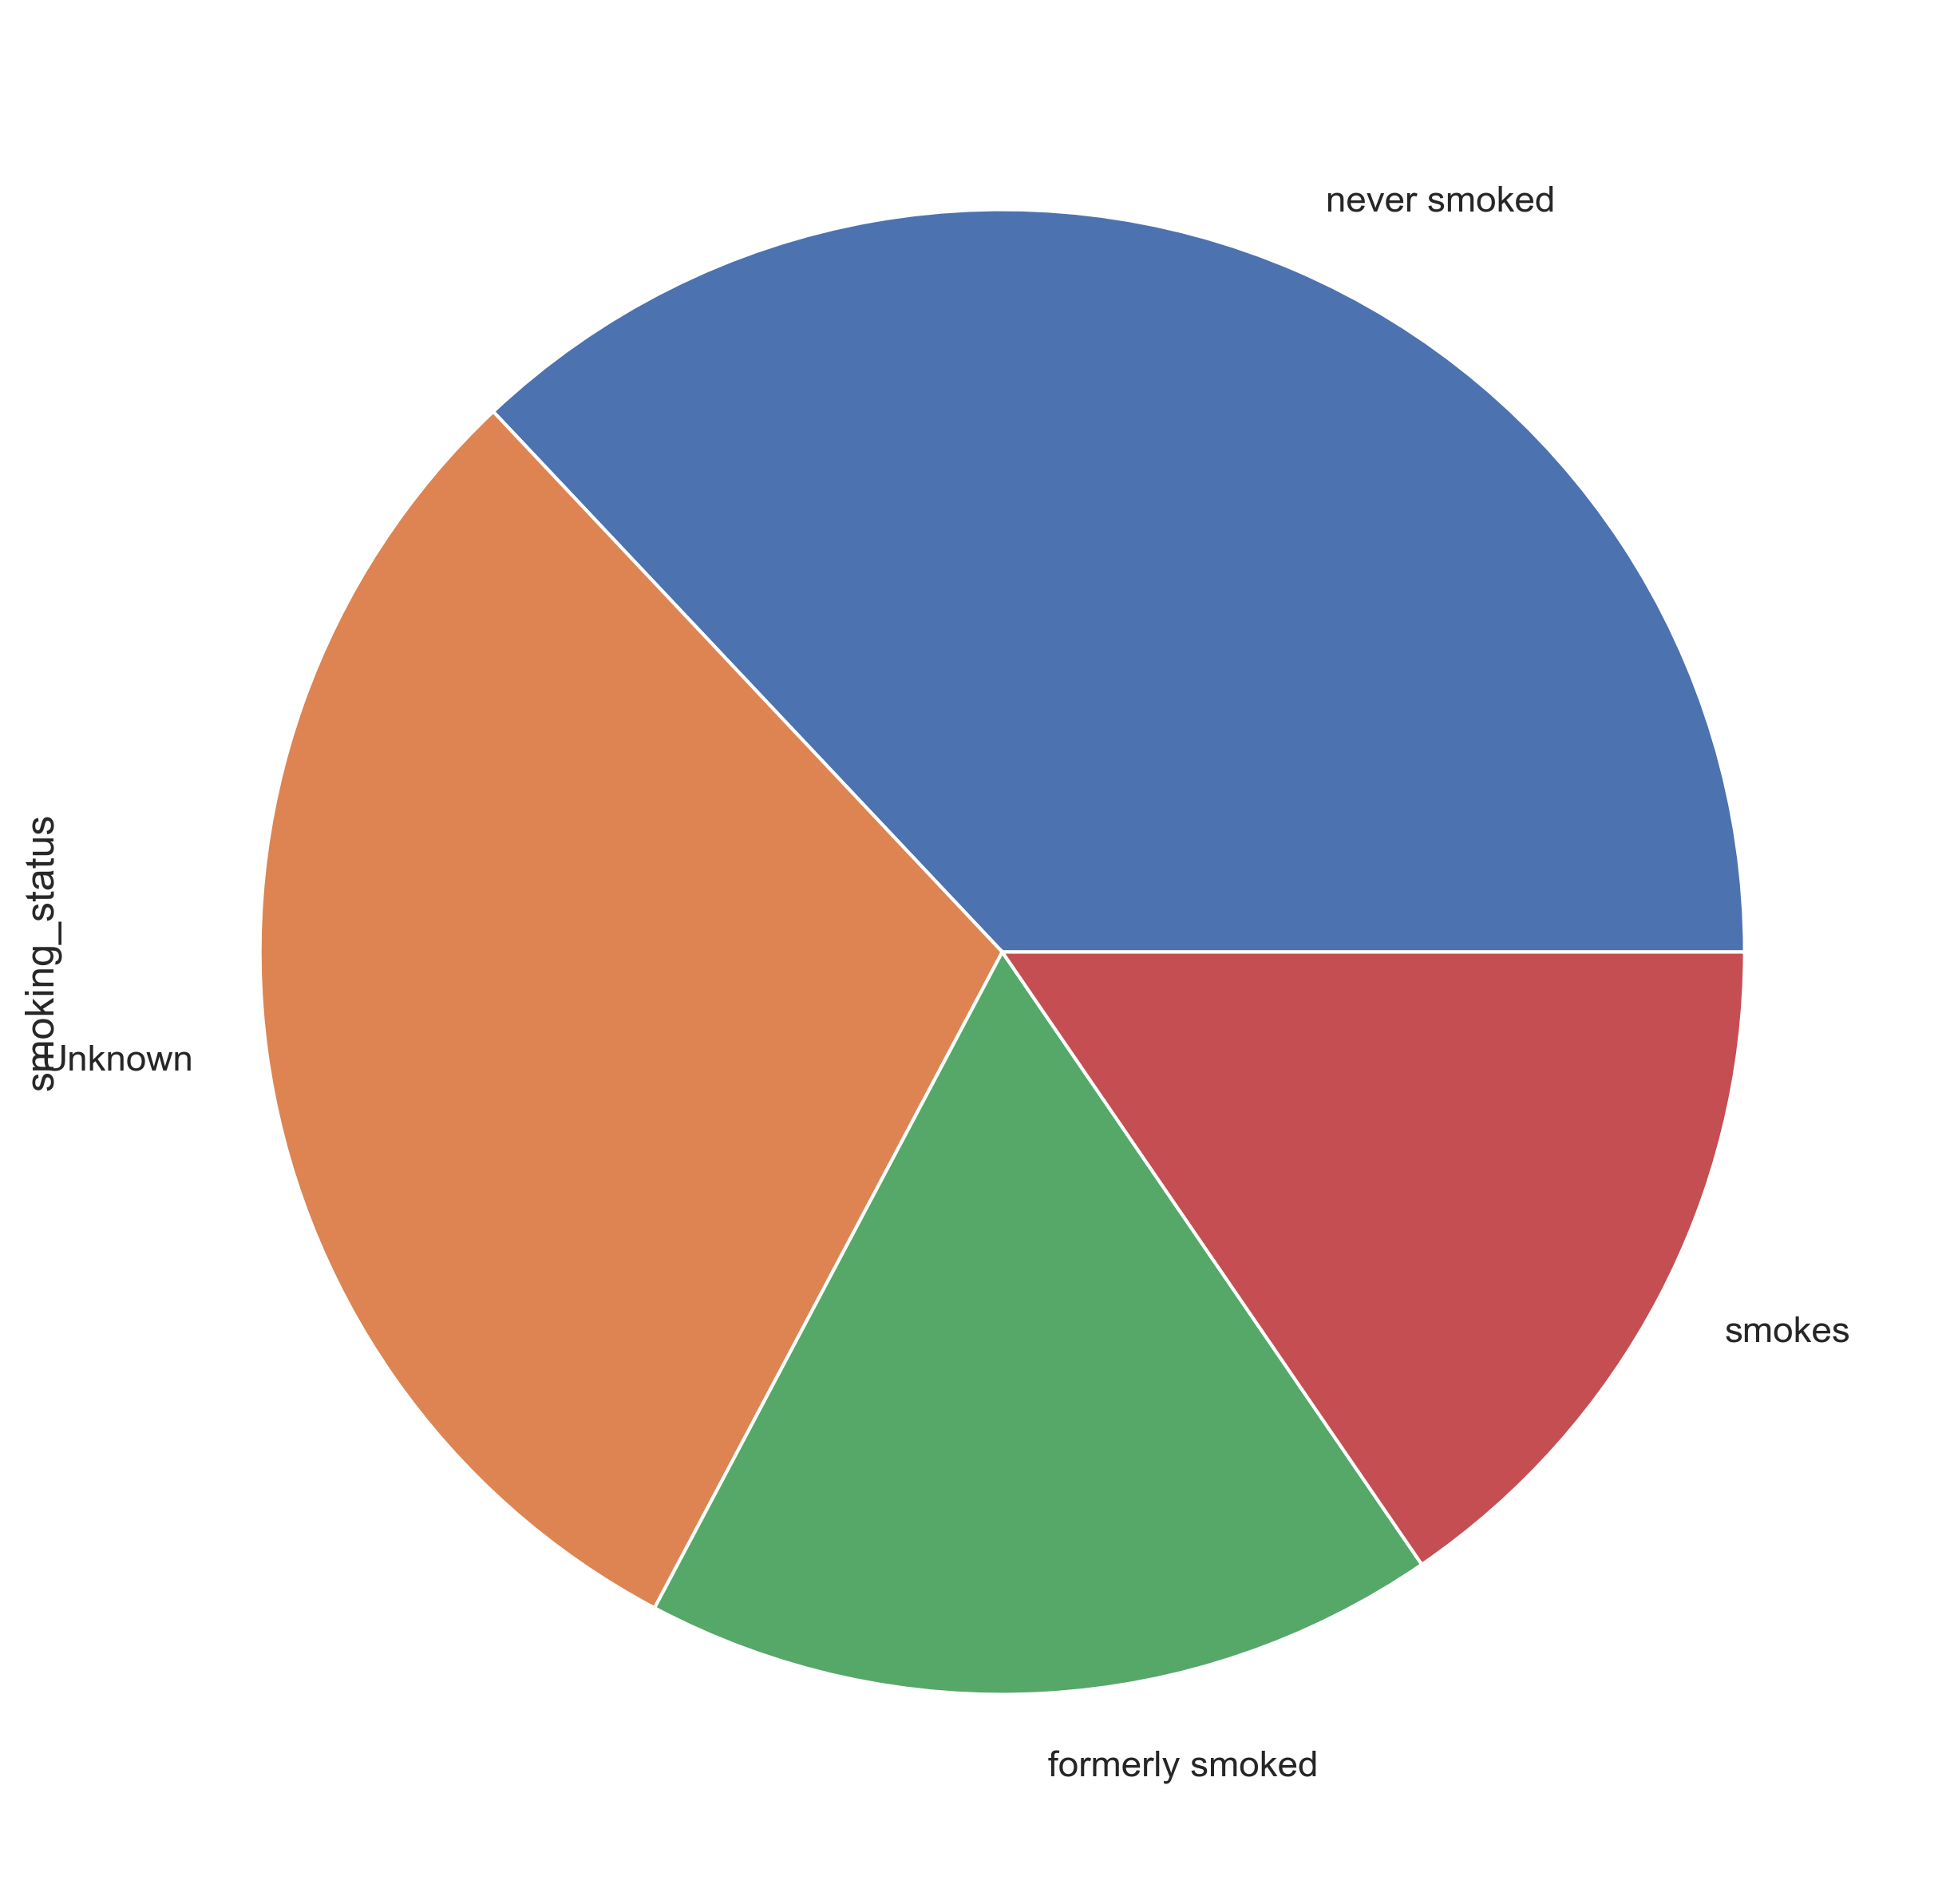 never smoked
smoking_status
Unknown
smokes
formerly smoked